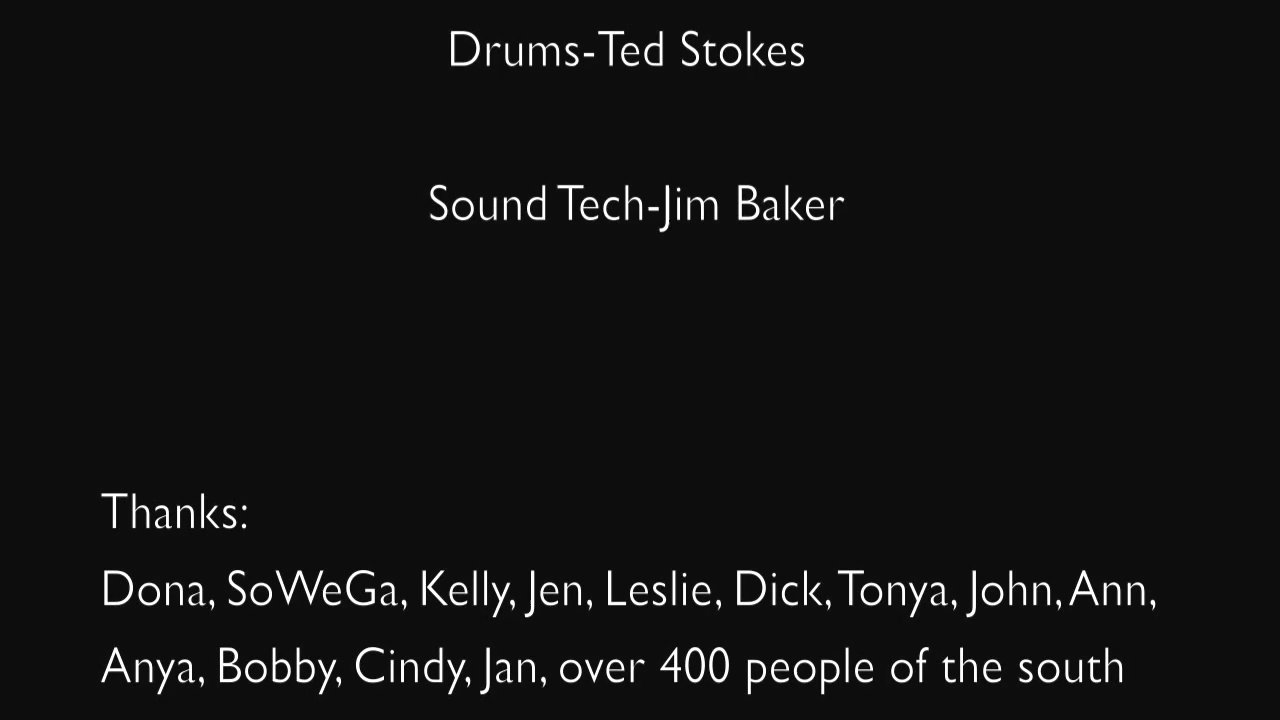 Drums-Ted Stokes
Sound Tech-Jim Baker
Thanks:
Dona, SoWeGa, Kelly, Jen, Leslie, Dick, Tonya, John, Ann,
Anya, Bobby, Cindy, Jan, over 400 people of the south